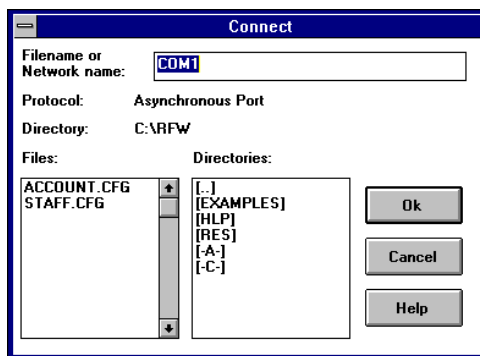 Connect
Filename or
Network name:
COM1
Protocol: Asynchronous Port
Directory: C:\RFW
Files: Directories:
ACCOUNT.CFG
STAFF.CFG
[..]
[EXAMPLES]
[HLP]
[RES]
[-A-]
[-C-]
Ok
Cancel
Help